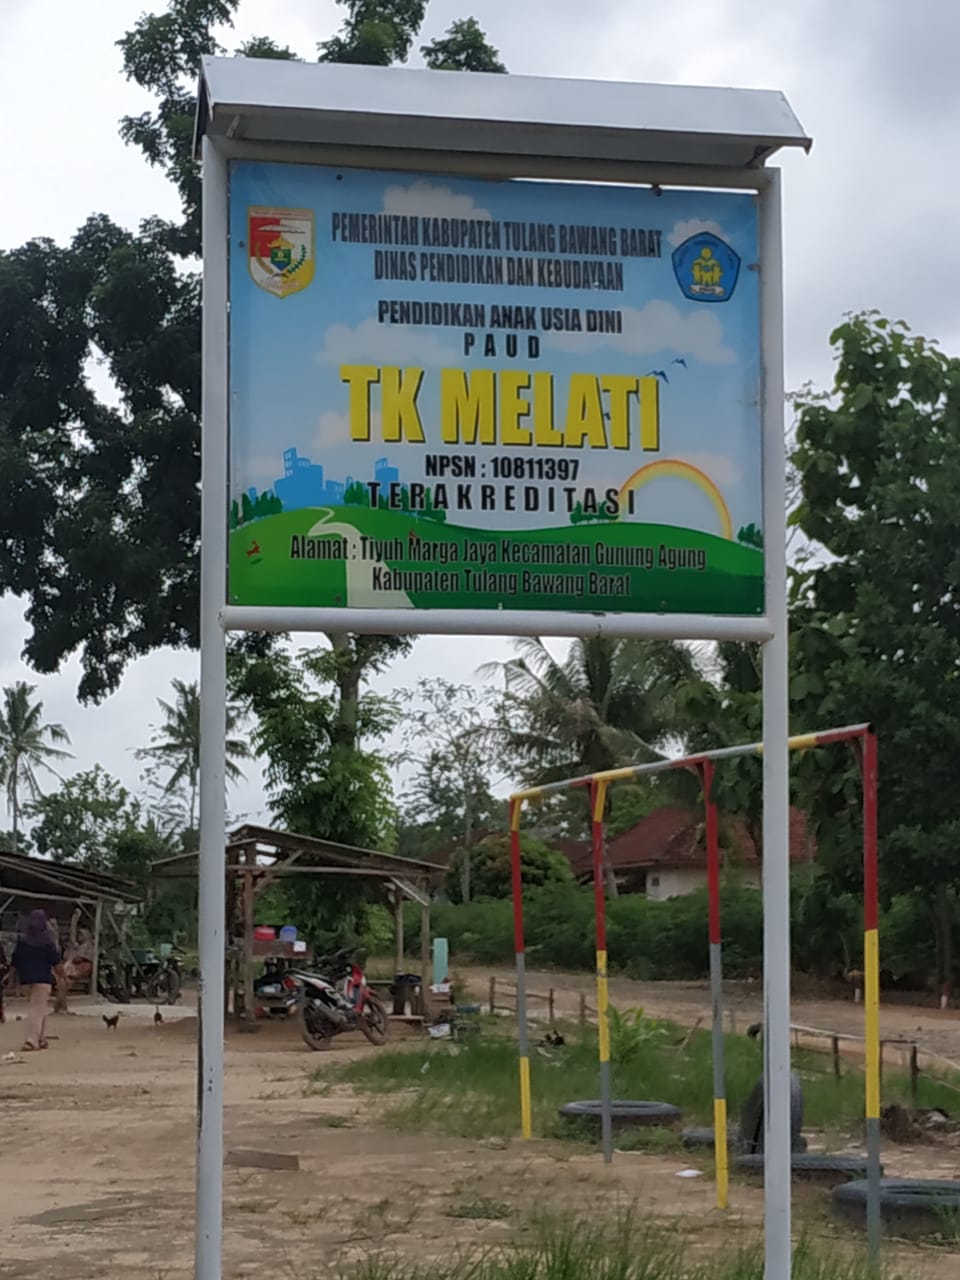 PEMERINTAH KABUPATEN TULANG BAWANG BARAT
DINAS PENDIDIKAN DAN KEBUDAYAAN
PENDIDIKAN ANAK USIA DINI
PAUD
TK MELATI
NPSN : 10811397
TERAKREDITASI
Alamat : Tiyuh Marga Jaya Kecamatan Gunung Agung
Kabupaten Tulang Bawang Barat